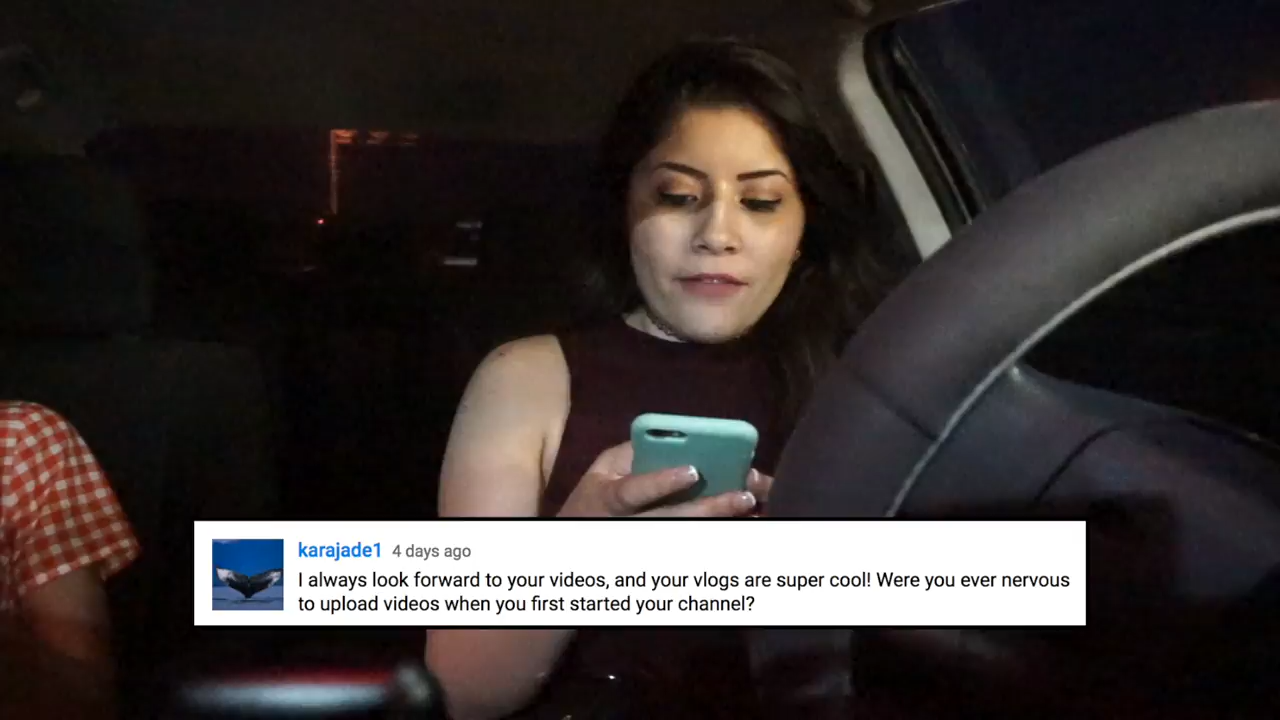 karajade1 4 days ago
I always look forward to your videos, and your vlogs are super cool! Were you ever nervous
to upload videos when you first started your channel?